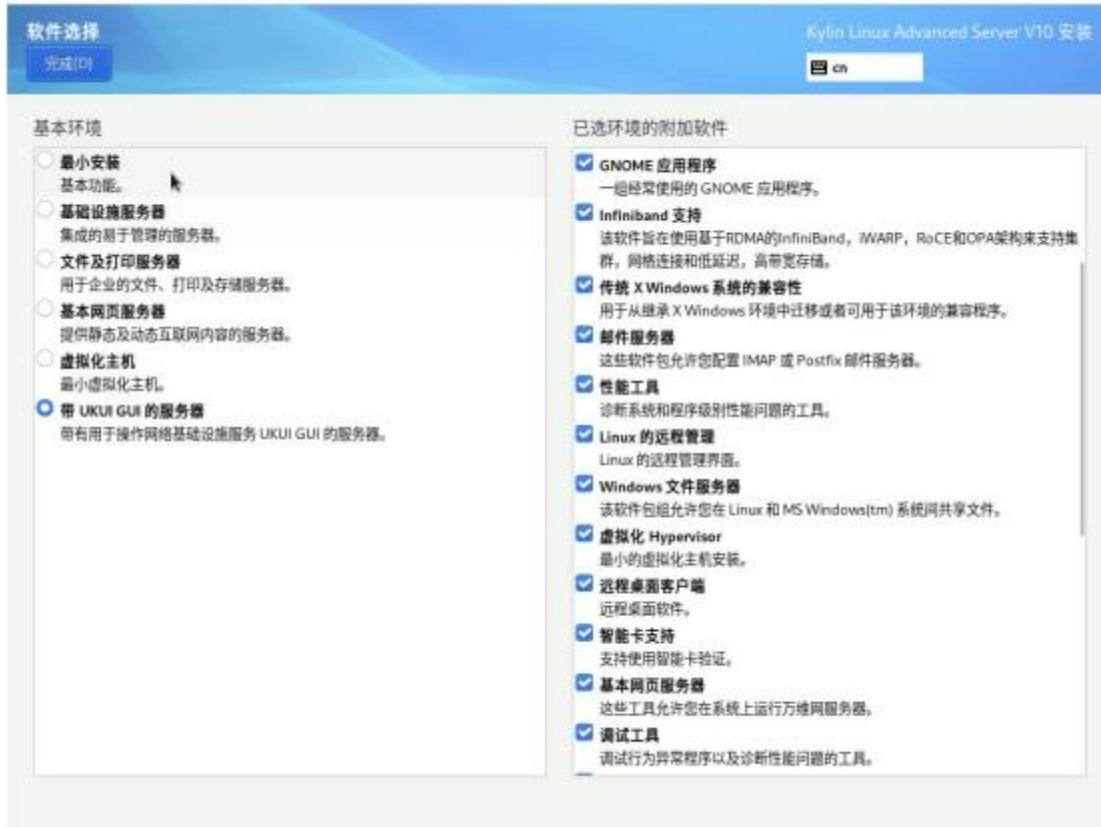 软件选择
Kylin Linux Advanced Server V10 安装
完成(D)
cn
基本环境
最小安装
基本功能。
基础设施服务器
集成的易于管理的服务器。
文件及打印服务器
用于企业的文件、打印及存储服务器。
基本网页服务器
提供静态及动态互联网内容的服务器。
虚拟化主机
最小虚拟化主机。
带 UKUI GUI 的服务器
带有用于操作网络基础设施服务 UKUI GUI 的服务器。
已选环境的附加软件
GNOME 应用程序
一组经常使用的 GNOME 应用程序。
Infiniband 支持
该软件旨在使用基于RDMA的InfiniBand，iWARP，RoCE和OPA架构来支持集
群，网格连接和低延迟，高带宽存储。
传统 X Windows 系统的兼容性
用于从继承 X Windows 环境中迁移或者可用于该环境的兼容程序。
邮件服务器
这些软件包允许您配置 IMAP 或 Postfix 邮件服务器。
性能工具
诊断系统和程序级别性能问题的工具。
Linux 的远程管理
Linux 的远程管理界面。
Windows 文件服务器
该软件包组允许您在 Linux 和 MS Windows(tm) 系统间共享文件。
虚拟化 Hypervisor
最小的虚拟化主机安装。
远程桌面客户端
远程桌面软件。
智能卡支持
支持使用智能卡验证。
基本网页服务器
这些工具允许您在系统上运行万维网服务器。
调试工具
调试行为异常程序以及诊断性能问题的工具。